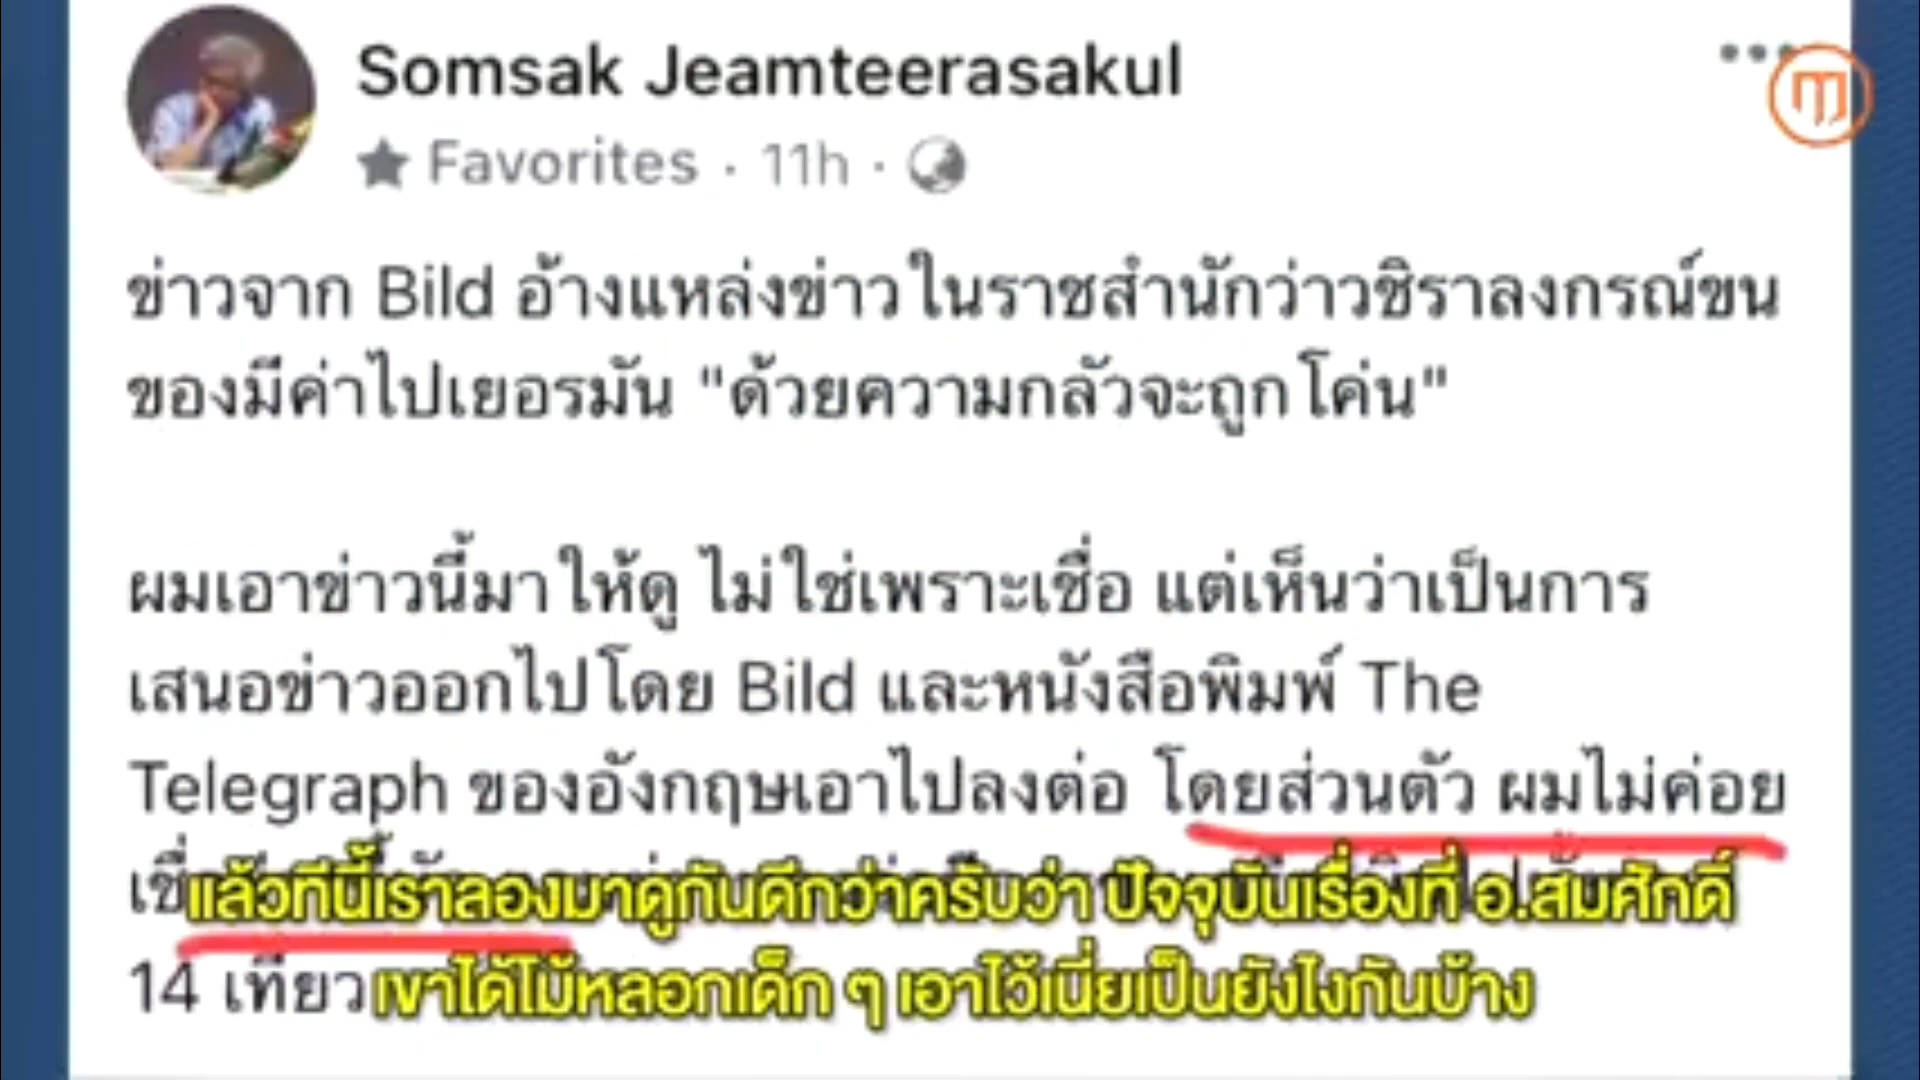 Somsak Jeamteerasakul
Favorites · 11h ·
ข่าวจาก Bild อ้างแหล่งข่าวในราชสำนักว่าวชิราลงกรณ์ขน
ของมีค่าไปเยอรมัน "ด้วยความกลัวจะถูกโค่น"
ผมเอาข่าวนี้มาให้ดู ไม่ใช่เพราะเชื่อ แต่เห็นว่าเป็นการ
เสนอข่าวออกไปโดย Bild และหนังสือพิมพ์ The
Telegraph ของอังกฤษเอาไปลงต่อ โดยส่วนตัว ผมไม่ค่อย
แล้วทีนี้เราลองมาดูกันดีกว่าครับว่า ปัจจุบันเรื่องที่ อ.สมศักดิ์
14 เที่ยว
เขาได้โม้หลอกเด็ก ๆ เอาไว้เนี่ยเป็นยังไงกันบ้าง